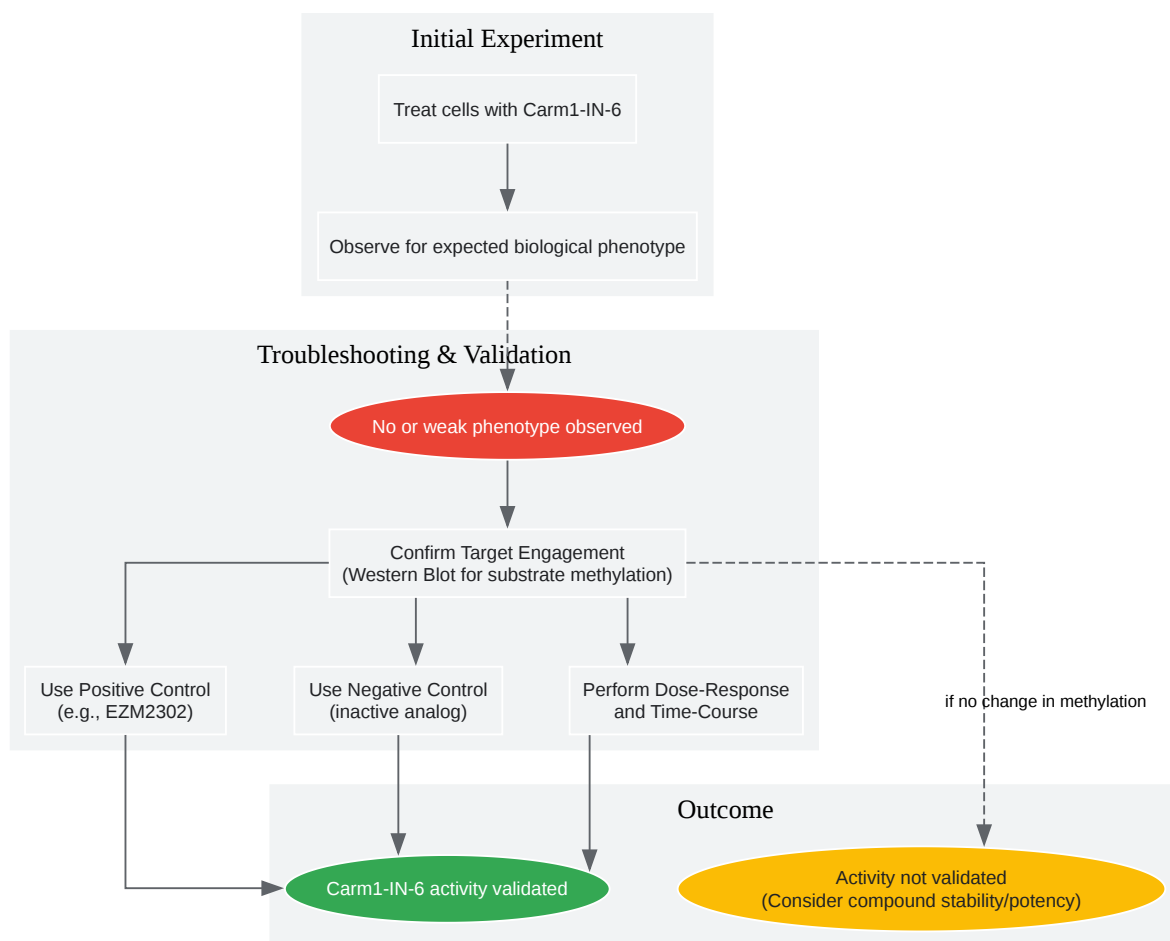 Initial Experiment
Treat cells with Carm1-IN-6
Observe for expected biological phenotype
Troubleshooting & Validation
No or weak phenotype observed
Confirm Target Engagement
(Western Blot for substrate methylation)
Use Positive Control
(e.g., EZM2302)
Use Negative Control
(inactive analog)
Perform Dose-Response
and Time-Course
if no change in methylation
Outcome
Carm1-IN-6 activity validated
Activity not validated
(Consider compound stability/potency)